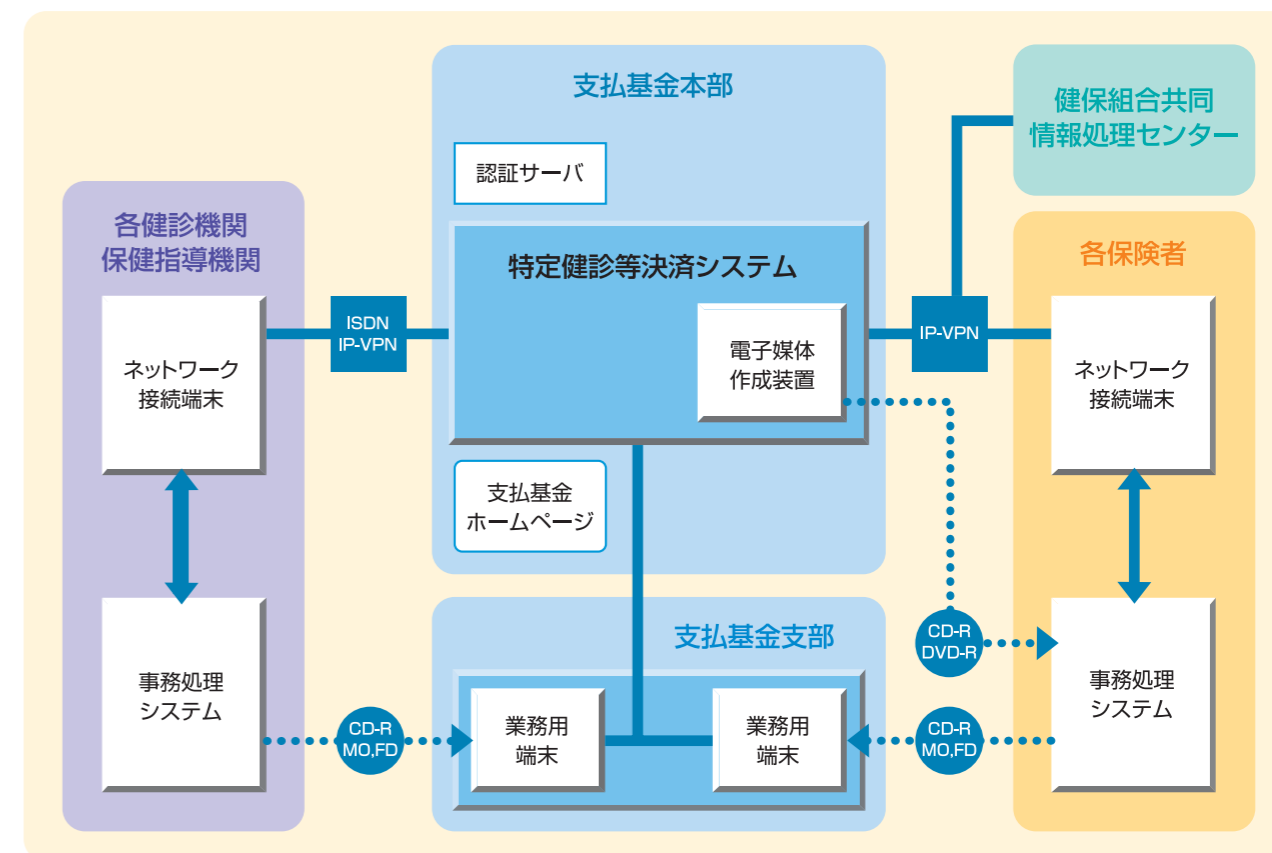 支払基金本部
認証サーバ
特定健診等決済システム
電子媒体
作成装置
支払基金
ホームページ
健保組合共同
情報処理センター
各健診機関
保健指導機関
ネットワーク
接続端末
事務処理
システム
ISDN
IP-VPN
IP-VPN
各保険者
ネットワーク
接続端末
事務処理
システム
CD-R
DVD-R
支払基金支部
業務用
端末
業務用
端末
CD-R
MO,FD
CD-R
MO,FD